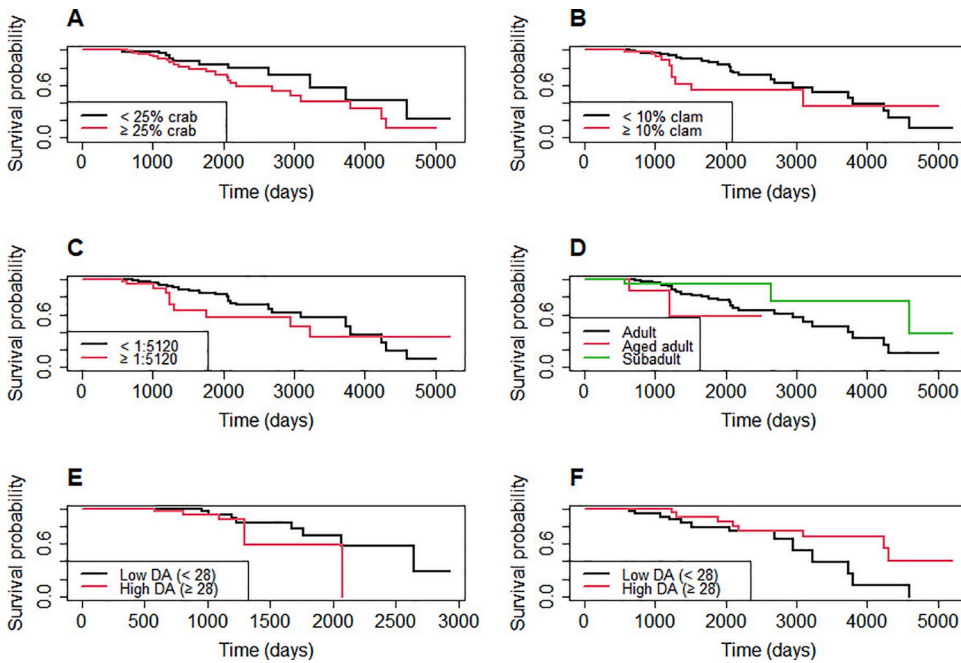 A
Survival probability
0.6
0.0
< 25% crab
≥ 25% crab
0 1000 2000 3000 4000 5000
Time (days)
B
Survival probability
0.6
0.0
< 10% clam
≥ 10% clam
0 1000 2000 3000 4000 5000
Time (days)
C
Survival probability
0.6
0.0
< 1:5120
≥ 1:5120
0 1000 2000 3000 4000 5000
Time (days)
D
Survival probability
0.6
0.0
Adult
Aged adult
Subadult
0 1000 2000 3000 4000 5000
Time (days)
E
Survival probability
0.6
0.0
Low DA (< 28)
High DA (≥ 28)
0 500 1000 1500 2000 2500 3000
Time (days)
F
Survival probability
0.6
0.0
Low DA (< 28)
High DA (≥ 28)
0 1000 2000 3000 4000 5000
Time (days)